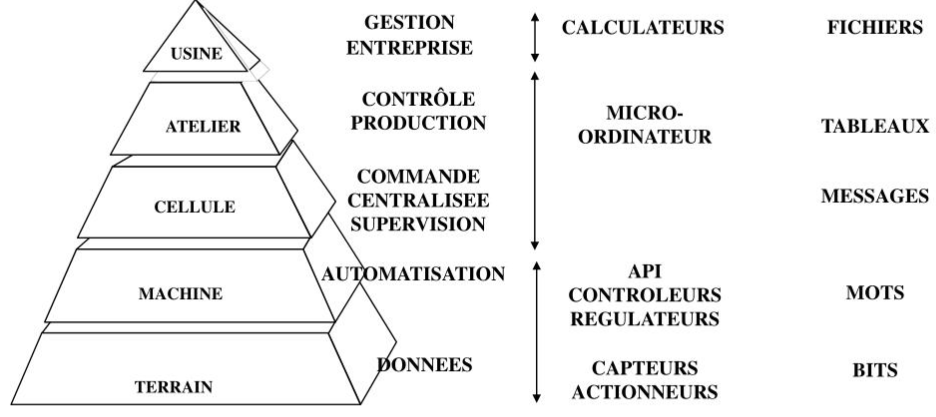 USINE
GESTION
ENTREPRISE
CALCULATEURS
FICHIERS
ATELIER
CONTRÔLE
PRODUCTION
MICRO-
ORDINATEUR
TABLEAUX
CELLULE
COMMANDE
CENTRALISEE
SUPERVISION
MESSAGES
MACHINE
AUTOMATISATION
API
CONTROLEURS
REGULATEURS
MOTS
TERRAIN
DONNEES
CAPTEURS
ACTIONNEURS
BITS